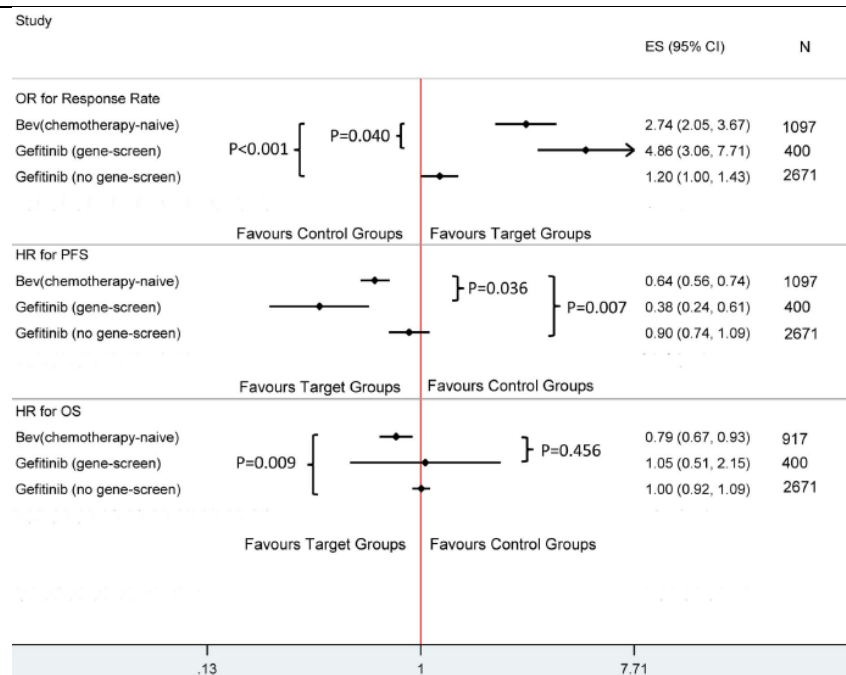 Study
ES (95% CI) N
OR for Response Rate
Bev(chemotherapy-naive) 2.74 (2.05, 3.67) 1097
P<0.001 P=0.040
Gefitinib (gene-screen) 4.86 (3.06, 7.71) 400
Gefitinib (no gene-screen) 1.20 (1.00, 1.43) 2671
Favours Control Groups Favours Target Groups
HR for PFS
Bev(chemotherapy-naive) P=0.036 0.64 (0.56, 0.74) 1097
Gefitinib (gene-screen) P=0.007 0.38 (0.24, 0.61) 400
Gefitinib (no gene-screen) 0.90 (0.74, 1.09) 2671
Favours Target Groups Favours Control Groups
HR for OS
Bev(chemotherapy-naive) P=0.456 0.79 (0.67, 0.93) 917
Gefitinib (gene-screen) P=0.009 1.05 (0.51, 2.15) 400
Gefitinib (no gene-screen) 1.00 (0.92, 1.09) 2671
Favours Target Groups Favours Control Groups
.13 1 7.71